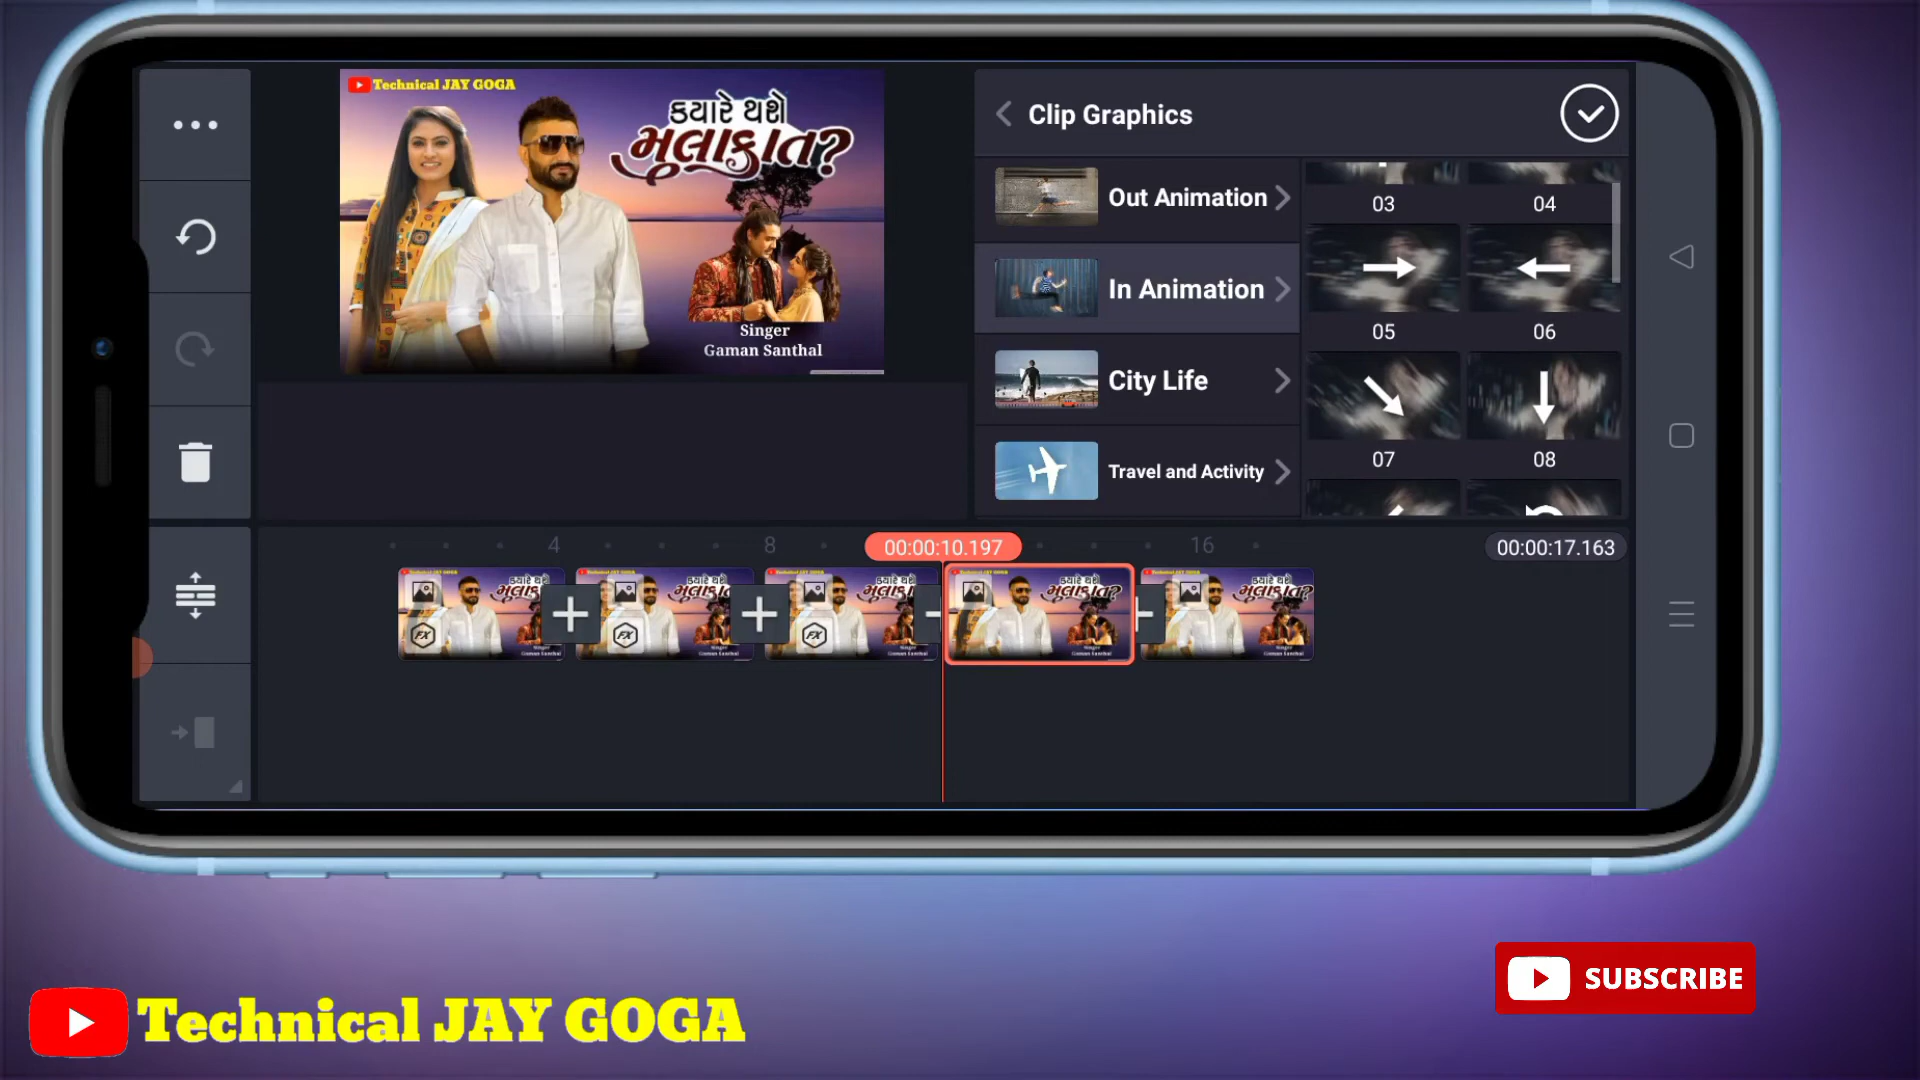 Technical JAY GOGA
ક્યારે થશે
મુલાકાત?
Singer
Gaman Santhal
Clip Graphics
Out Animation
In Animation
City Life
Travel and Activity
03
04
05
06
07
08
4
8
00:00:10.197
16
00:00:17.163
Technical JAY GOGA
SUBSCRIBE